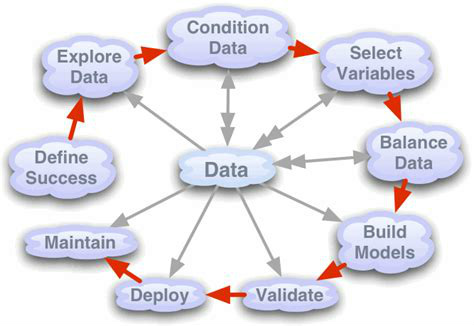 Condition
Data
Explore
Data
Select
Variables
Define
Success
Data
Balance
Data
Maintain
Build
Models
Deploy
Validate